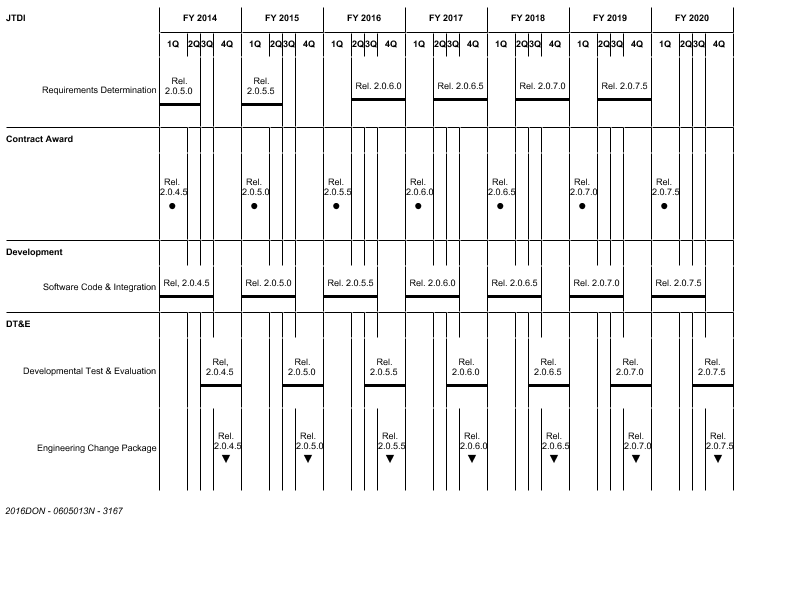 JTDI FY 2014 FY 2015 FY 2016 FY 2017 FY 2018 FY 2019 FY 2020
1Q 2Q 3Q 4Q 1Q 2Q 3Q 4Q 1Q 2Q 3Q 4Q 1Q 2Q 3Q 4Q 1Q 2Q 3Q 4Q 1Q 2Q 3Q 4Q 1Q 2Q 3Q 4Q
Requirements Determination
Rel.
2.0.5.0
Rel.
2.0.5.5
Rel. 2.0.6.0
Rel. 2.0.6.5
Rel. 2.0.7.0
Rel. 2.0.7.5
Contract Award
Rel.
2.0.4.5
Rel.
2.0.5.0
Rel.
2.0.5.5
Rel.
2.0.6.0
Rel.
2.0.6.5
Rel.
2.0.7.0
Rel.
2.0.7.5
Development
Software Code & Integration
Rel, 2.0.4.5
Rel. 2.0.5.0
Rel. 2.0.5.5
Rel. 2.0.6.0
Rel. 2.0.6.5
Rel. 2.0.7.0
Rel. 2.0.7.5
DT&E
Developmental Test & Evaluation
Rel,
2.0.4.5
Rel.
2.0.5.0
Rel.
2.0.5.5
Rel.
2.0.6.0
Rel.
2.0.6.5
Rel.
2.0.7.0
Rel.
2.0.7.5
Engineering Change Package
Rel.
2.0.4.5
Rel.
2.0.5.0
Rel.
2.0.5.5
Rel.
2.0.6.0
Rel.
2.0.6.5
Rel.
2.0.7.0
Rel.
2.0.7.5
2016DON - 0605013N - 3167